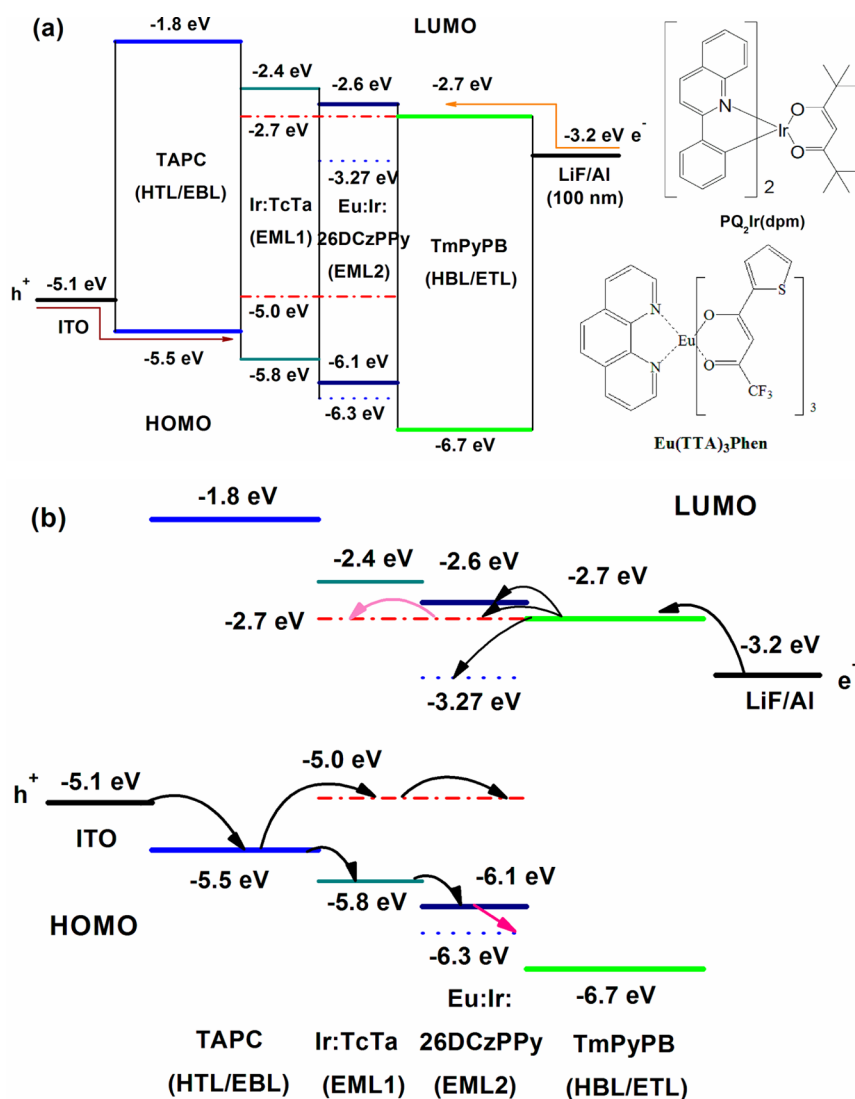 (a)
-1.8 eV
LUMO
-2.4 eV
-2.6 eV
-2.7 eV
-2.7 eV
-3.2 eV e-
-3.27 eV
TAPC
(HTL/EBL)
Ir:TcTa
(EML1)
Eu:Ir:
26DCzPPy
(EML2)
TmPyPB
(HBL/ETL)
LiF/Al
(100 nm)
h+
-5.1 eV
ITO
-5.0 eV
-5.5 eV
-5.8 eV
-6.1 eV
-6.3 eV
-6.7 eV
HOMO
N
O
O
Ir
2
PQ2Ir(dpm)
N
N
Eu
O
O
S
CF3
3
Eu(TTA)3Phen
(b)
-1.8 eV
LUMO
-2.4 eV
-2.6 eV
-2.7 eV
-2.7 eV
-3.2 eV
-3.27 eV
LiF/Al
e-
h+
-5.1 eV
ITO
-5.0 eV
-5.5 eV
-5.8 eV
-6.1 eV
-6.3 eV
-6.7 eV
HOMO
TAPC
(HTL/EBL)
Ir:TcTa
(EML1)
Eu:Ir:
26DCzPPy
(EML2)
TmPyPB
(HBL/ETL)